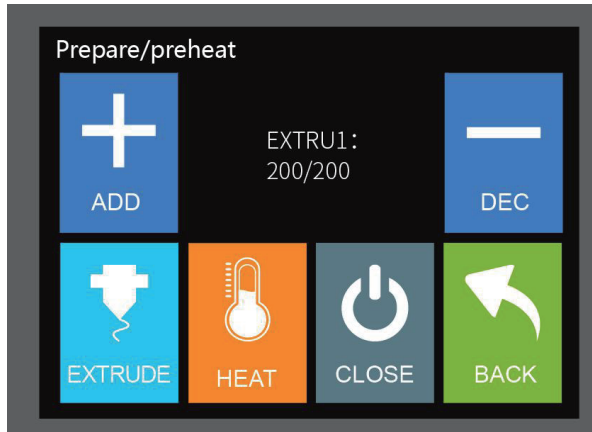 Prepare/preheat
ADD
EXTRU1:
200/200
DEC
EXTRUDE
HEAT
CLOSE
BACK